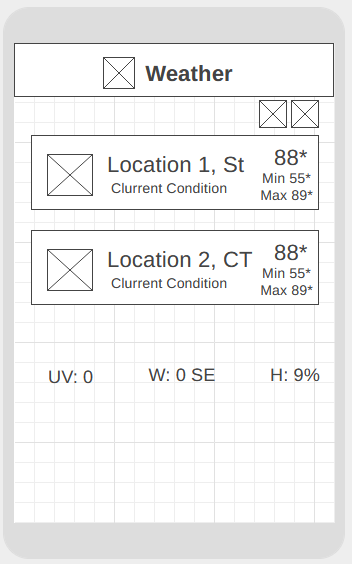 Weather
Location 1, St
88*
Clurrent Condition
Min 55*
Max 89*
Location 2, CT
88*
Clurrent Condition
Min 55*
Max 89*
UV: 0
W: 0 SE
H: 9%